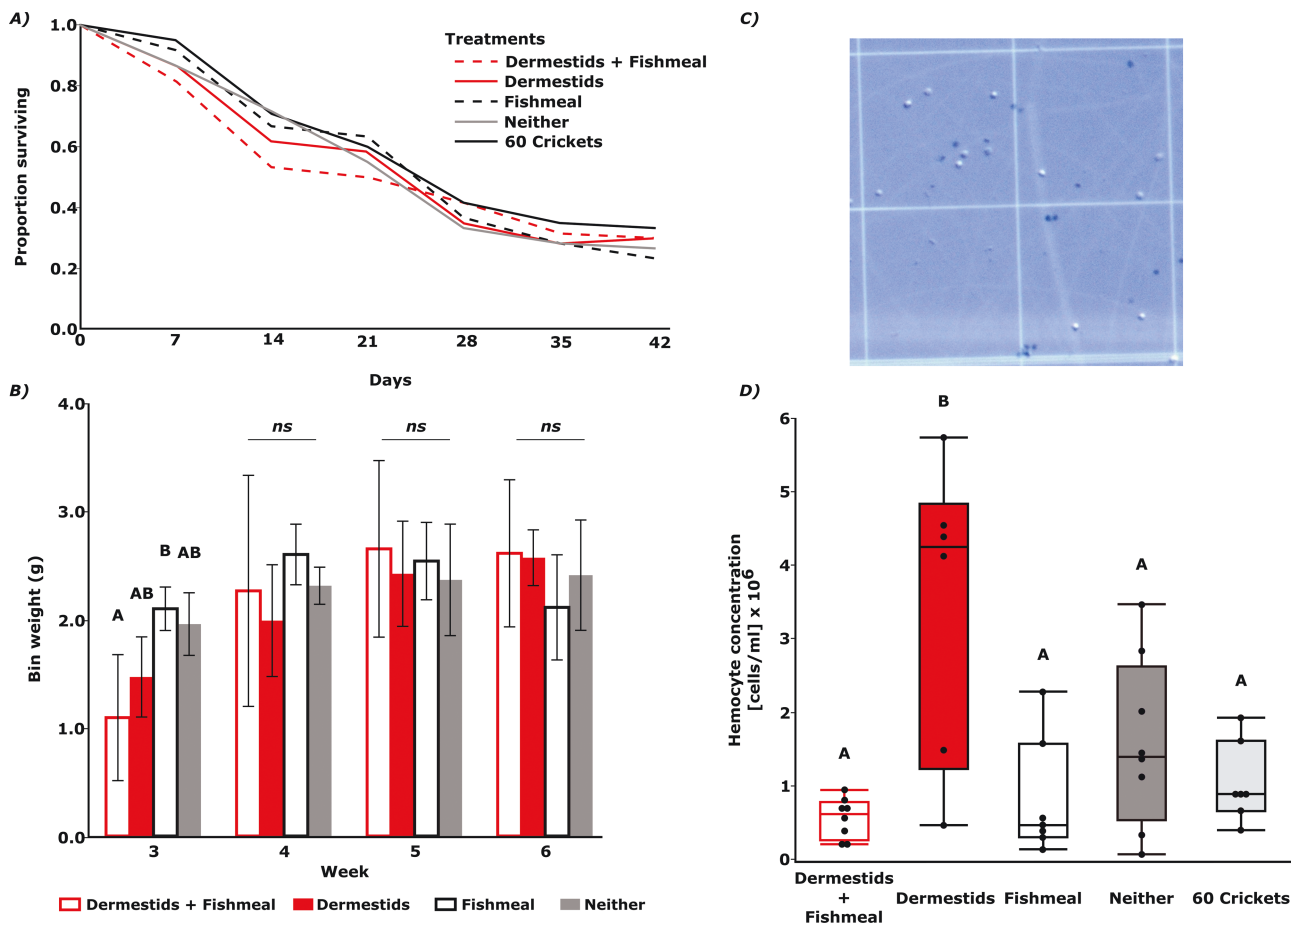 A)
Proportion surviving
1.0
0.8
0.6
0.4
0.2
0.0
0 7 14 21 28 35 42
Days
Treatments
Dermestids + Fishmeal
Dermestids
Fishmeal
Neither
60 Crickets
C)
B)
Bin weight (g)
4.0
3.0
2.0
1.0
0.0
A
AB
B
AB
ns
ns
ns
3 4 5 6
Week
Dermestids + Fishmeal Dermestids Fishmeal Neither
D)
Hemocyte concentration
[cells/ml] x 10⁶
6
5
4
3
2
1
0
A
B
A
A
A
Dermestids
+
Fishmeal
Dermestids
Fishmeal
Neither
60 Crickets